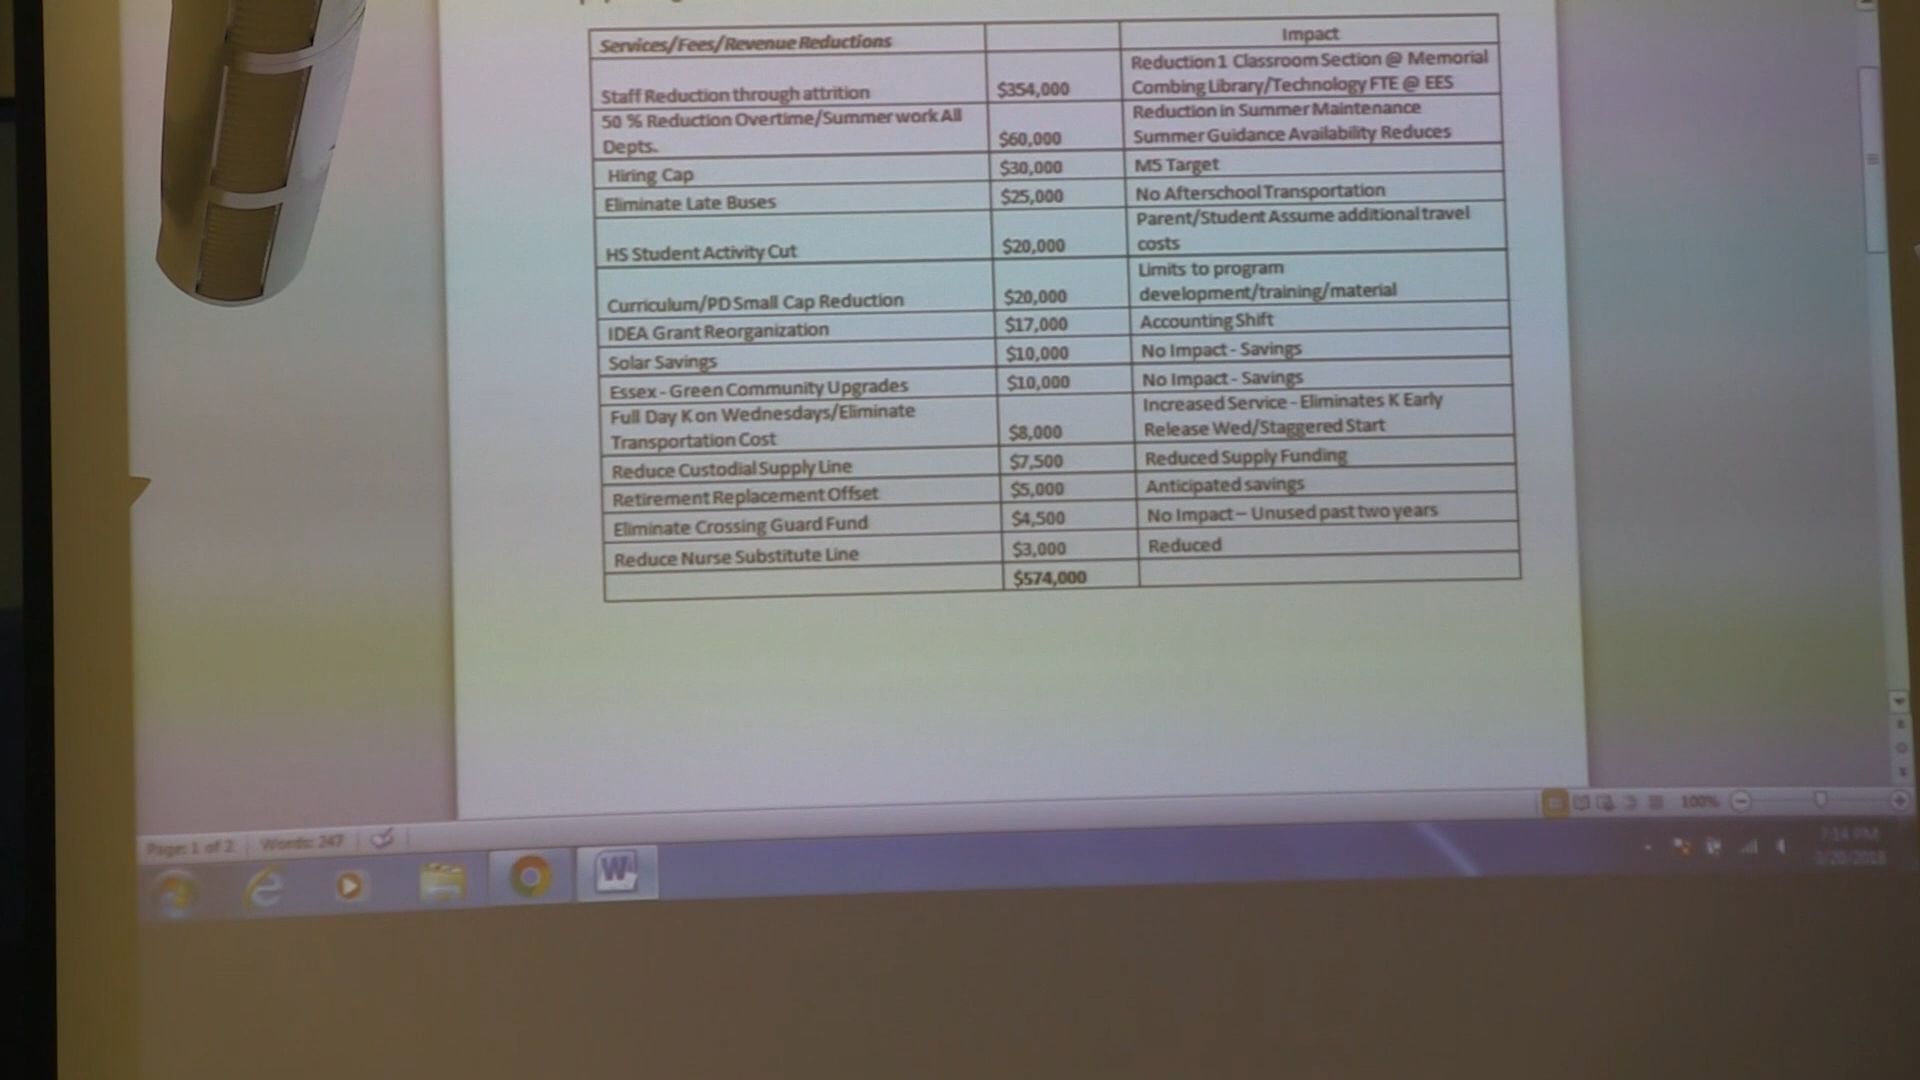 Services/Fees/Revenue Reductions Impact
Reduction 1 Classroom Section @ Memorial
Staff Reduction through attrition $354,000 Combing Library/Technology FTE @ EES
50 % Reduction Overtime/Summer work All Reduction in Summer Maintenance
Depts. $60,000 Summer Guidance Availability Reduces
Hiring Cap $30,000 M5 Target
Eliminate Late Buses $25,000 No Afterschool Transportation
Parent/Student Assume additional travel
HS Student Activity Cut $20,000 costs
Limits to program
Curriculum/PD Small Cap Reduction $20,000 development/training/material
IDEA Grant Reorganization $17,000 Accounting Shift
Solar Savings $10,000 No Impact - Savings
Essex - Green Community Upgrades $10,000 No Impact - Savings
Full Day K on Wednesdays/Eliminate Increased Service - Eliminates K Early
Transportation Cost $8,000 Release Wed/Staggered Start
Reduce Custodial Supply Line $7,500 Reduced Supply Funding
Retirement Replacement Offset $5,000 Anticipated savings
Eliminate Crossing Guard Fund $4,500 No Impact – Unused past two years
Reduce Nurse Substitute Line $3,000 Reduced
$574,000
100%
Page: 1 of 2 Words: 247
7:14 PM
3/20/2018